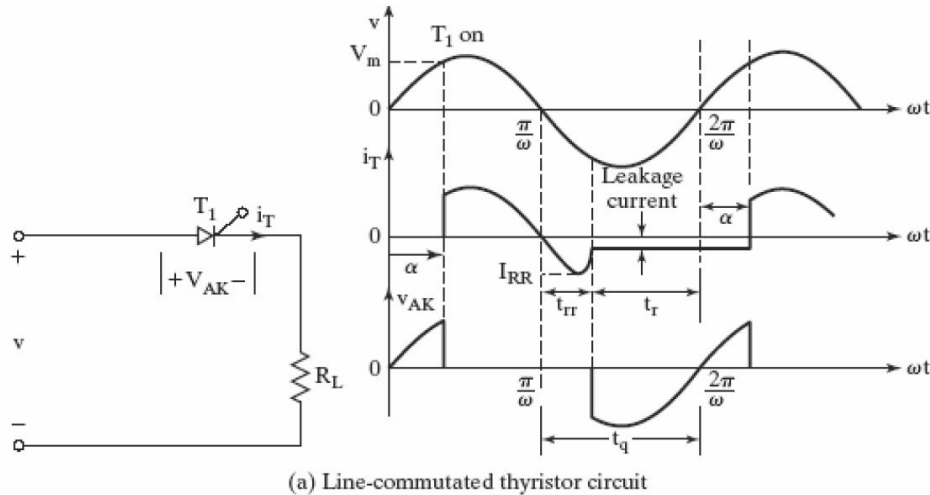 v
T₁ on
Vₘ
0
ωt
π/ω
2π/ω
i_T
Leakage
current
α
0
ωt
α
I_RR
t_rr
t_r
v_AK
0
ωt
π/ω
2π/ω
t_q
T₁
i_T
+
|+V_AK−|
v
R_L
−
(a) Line-commutated thyristor circuit